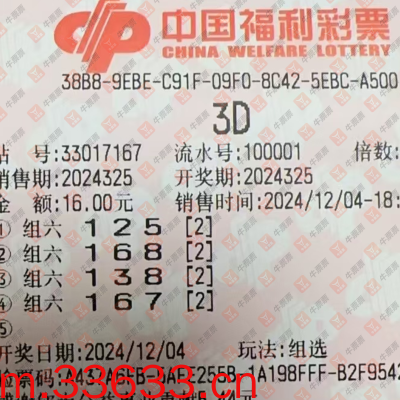 中国福利彩票
CHINA WELFARE LOTTERY
38B8-9EBE-C91F-09F0-8C42-5EBC-A500
3D
站 号:33017167 流水号:100001 倍数:
销售期:2024325 开奖期:2024325
金 额:16.00元 销售时间:2024/12/04-18:
① 组六 1 2 5 [2]
② 组六 1 6 8 [2]
③ 组六 1 3 8 [2]
④ 组六 1 6 7 [2]
⑤
开奖日期:2024/12/04 玩法:组选
m.33633.cn
验票码: -1A198FFF-B2F9542